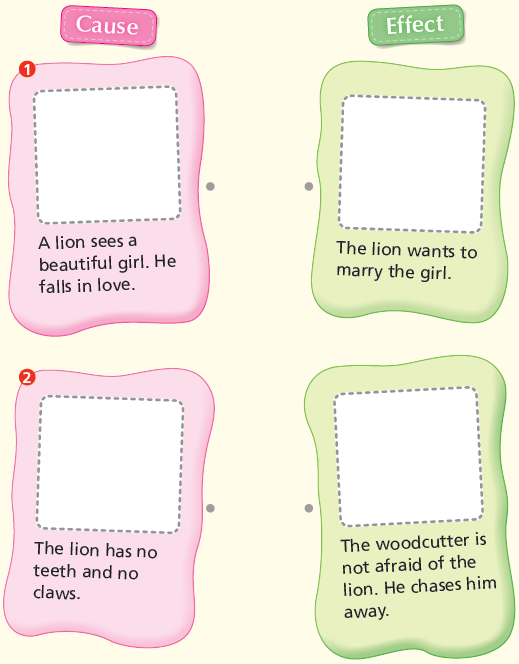 Cause
Effect
1
A lion sees a
beautiful girl. He
falls in love.
The lion wants to
marry the girl.
2
The lion has no
teeth and no
claws.
The woodcutter is
not afraid of the
lion. He chases him
away.